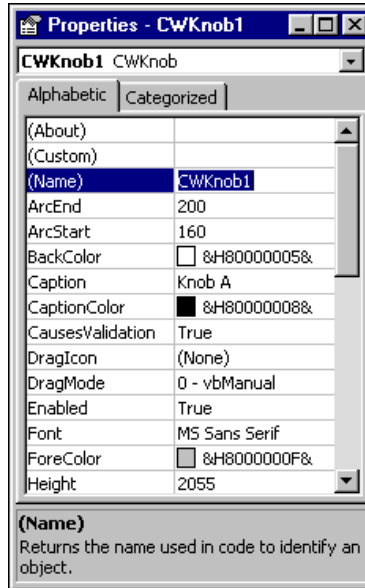 Properties - CWKnob1
CWKnob1 CWKnob
Alphabetic Categorized
(About)
(Custom)
(Name) CWKnob1
ArcEnd 200
ArcStart 160
BackColor &H80000005&
Caption Knob A
CaptionColor &H80000008&
CausesValidation True
DragIcon (None)
DragMode 0 - vbManual
Enabled True
Font MS Sans Serif
ForeColor &H8000000F&
Height 2055
(Name)
Returns the name used in code to identify an
object.